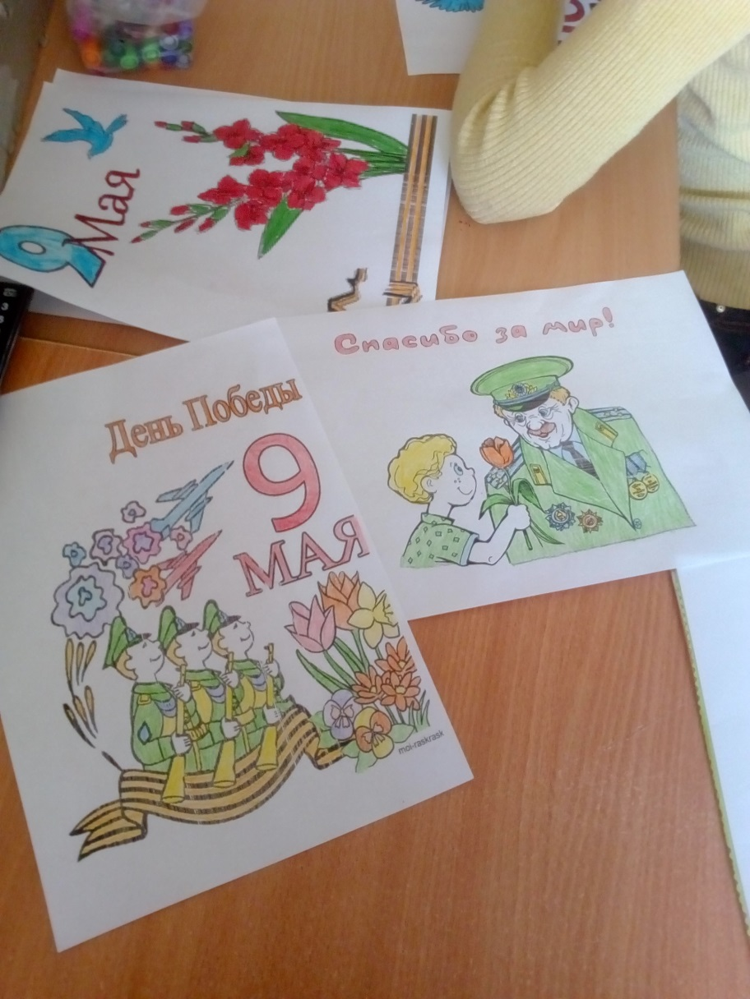 9 Мая
Спасибо за мир!
День Победы
9
МАЯ
moi-raskrask